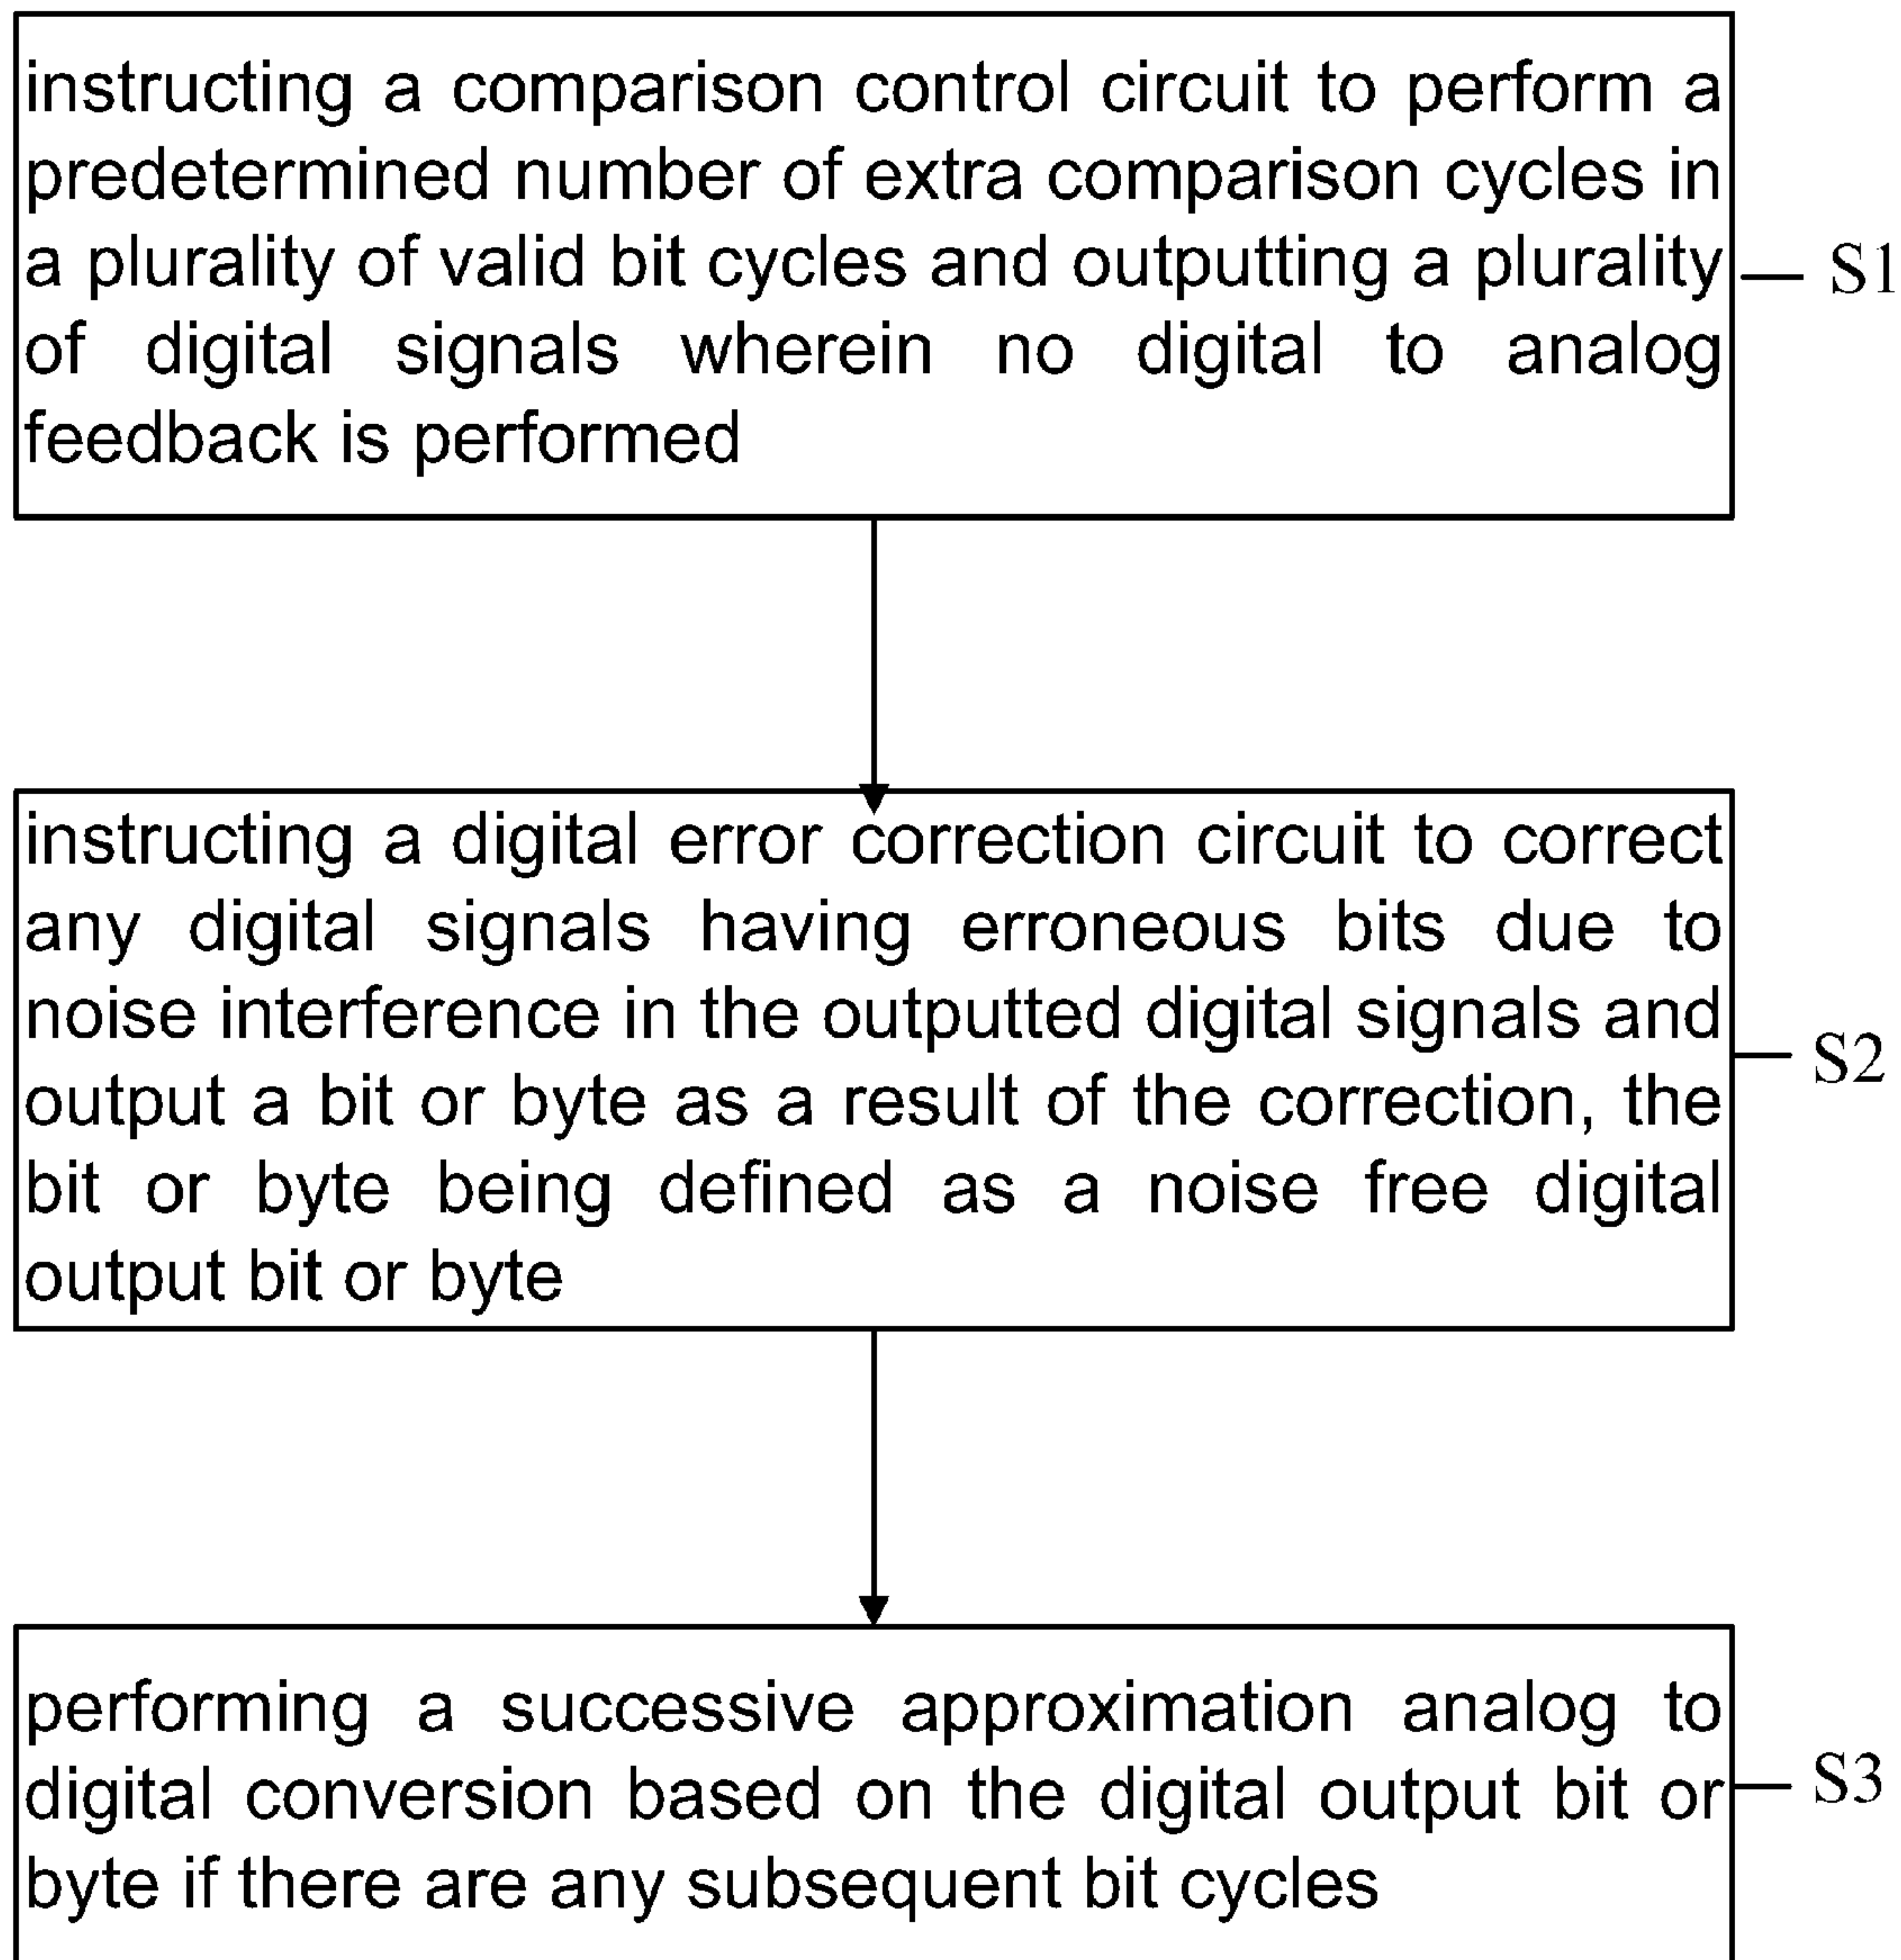 instructing a comparison control circuit to perform a
predetermined number of extra comparison cycles in
a plurality of valid bit cycles and outputting a plurality
of digital signals wherein no digital to analog
feedback is performed
S1
instructing a digital error correction circuit to correct
any digital signals having erroneous bits due to
noise interference in the outputted digital signals and
output a bit or byte as a result of the correction, the
bit or byte being defined as a noise free digital
output bit or byte
S2
performing a successive approximation analog to
digital conversion based on the digital output bit or
byte if there are any subsequent bit cycles
S3